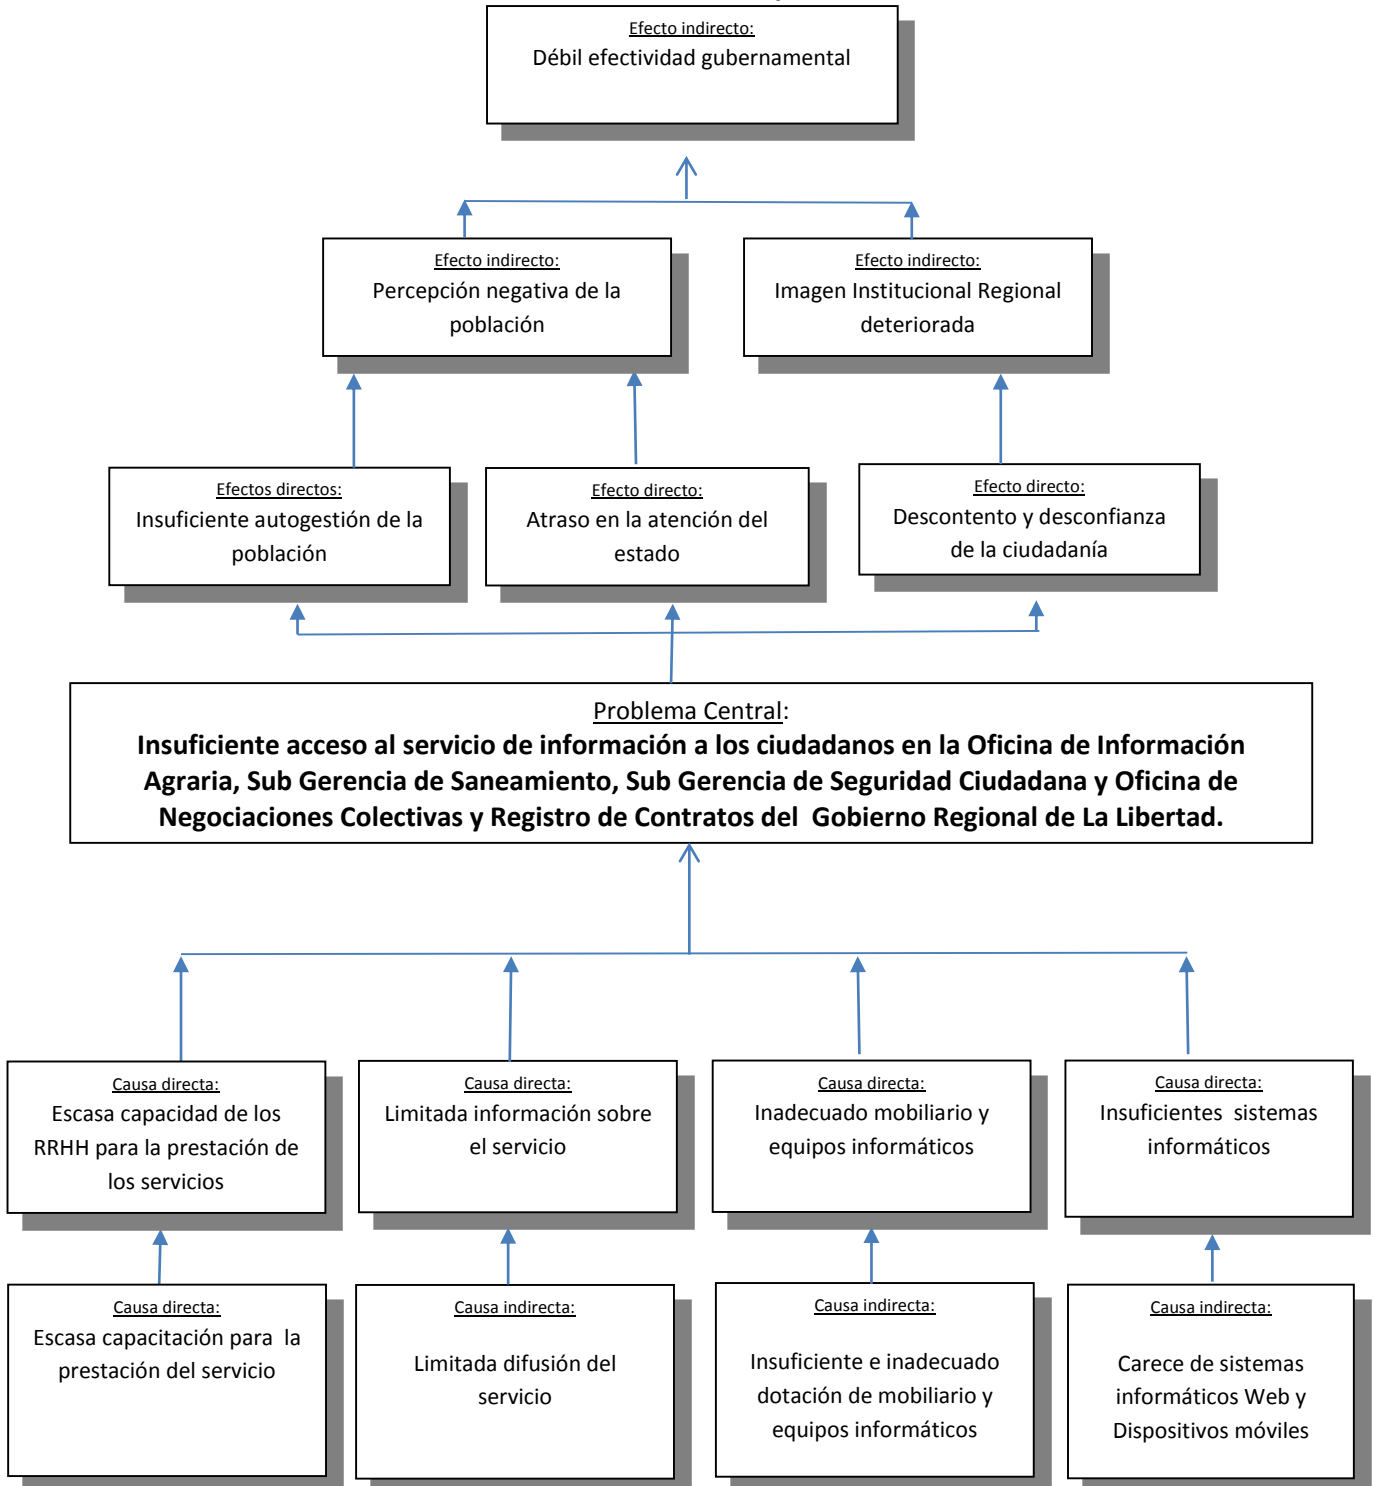 Efecto indirecto:
Débil efectividad gubernamental
Efecto indirecto:
Percepción negativa de la
población
Efecto indirecto:
Imagen Institucional Regional
deteriorada
Efectos directos:
Insuficiente autogestión de la
población
Efecto directo:
Atraso en la atención del
estado
Efecto directo:
Descontento y desconfianza
de la ciudadanía
Problema Central:
Insuficiente acceso al servicio de información a los ciudadanos en la Oficina de Información
Agraria, Sub Gerencia de Saneamiento, Sub Gerencia de Seguridad Ciudadana y Oficina de
Negociaciones Colectivas y Registro de Contratos del  Gobierno Regional de La Libertad.
Causa directa:
Escasa capacidad de los
RRHH para la prestación de
los servicios
Causa directa:
Limitada información sobre
el servicio
Causa directa:
Inadecuado mobiliario y
equipos informáticos
Causa directa:
Insuficientes  sistemas
informáticos
Causa directa:
Escasa capacitación para  la
prestación del servicio
Causa indirecta:
Limitada difusión del
servicio
Causa indirecta:
Insuficiente e inadecuado
dotación de mobiliario y
equipos informáticos
Causa indirecta:
Carece de sistemas
informáticos Web y
Dispositivos móviles